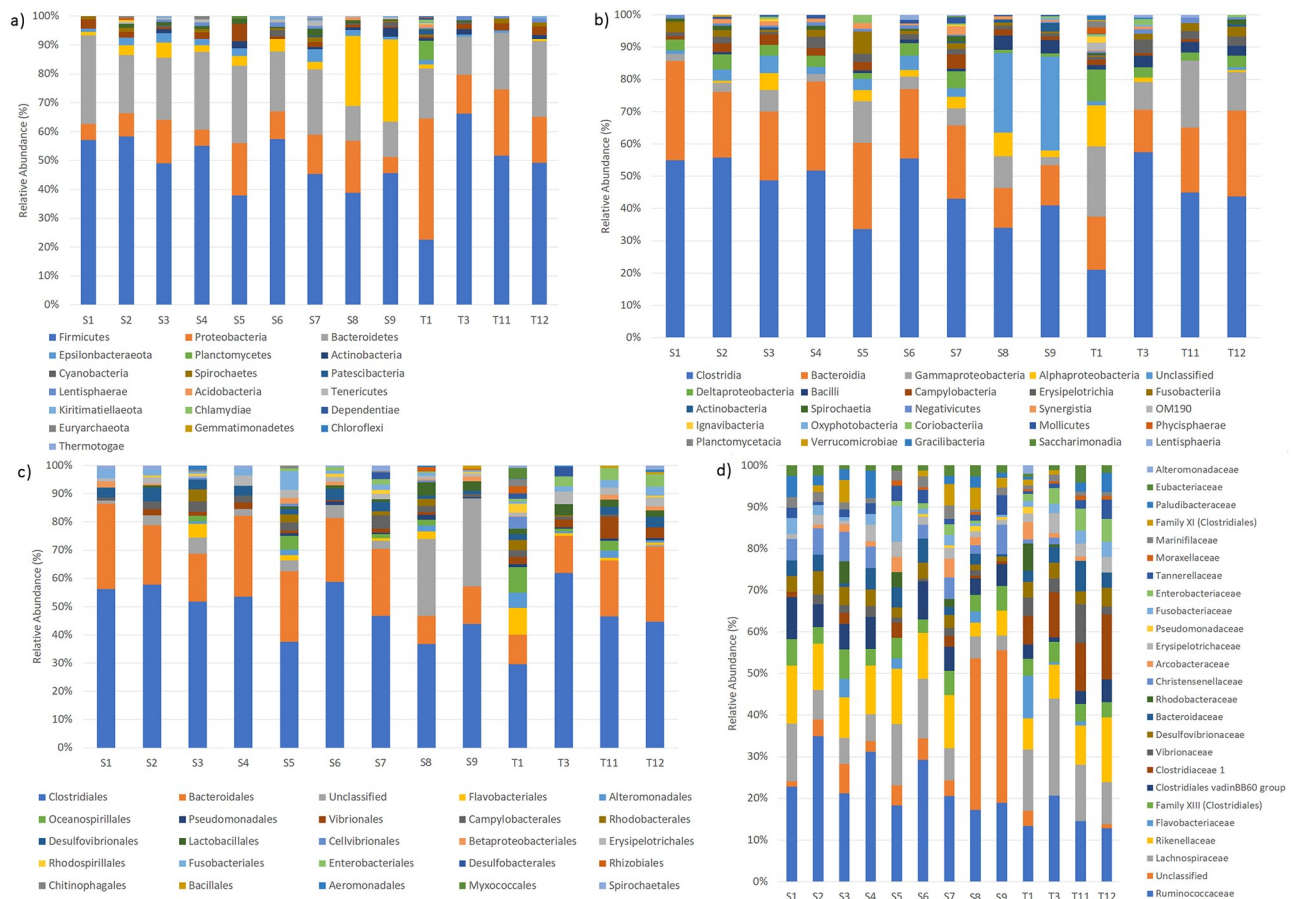 a)
Relative Abundance (%)
100%
90%
80%
70%
60%
50%
40%
30%
20%
10%
0%
S1 S2 S3 S4 S5 S6 S7 S8 S9 T1 T3 T11 T12
Firmicutes Proteobacteria Bacteroidetes
Epsilonbacteraeota Planctomycetes Actinobacteria
Cyanobacteria Spirochaetes Patescibacteria
Lentisphaerae Acidobacteria Tenericutes
Kiritimatiellaeota Chlamydiae Dependentiae
Euryarchaeota Gemmatimonadetes Chloroflexi
Thermotogae
b)
Relative Abundance (%)
100%
90%
80%
70%
60%
50%
40%
30%
20%
10%
0%
S1 S2 S3 S4 S5 S6 S7 S8 S9 T1 T3 T11 T12
Clostridia Bacteroidia Gammaproteobacteria Alphaproteobacteria Unclassified
Deltaproteobacteria Bacilli Campylobacteria Erysipelotrichia Fusobacteriia
Actinobacteria Spirochaetia Negativicutes Synergistia OM190
Ignavibacteria Oxyphotobacteria Coriobacteriia Mollicutes Phycisphaerae
Planctomycetacia Verrucomicrobiae Gracilibacteria Saccharimonadia Lentisphaeria
c)
Relative Abundance (%)
100%
90%
80%
70%
60%
50%
40%
30%
20%
10%
0%
S1 S2 S3 S4 S5 S6 S7 S8 S9 T1 T3 T11 T12
Clostridiales Bacteroidales Unclassified Flavobacteriales Alteromonadales
Oceanospirillales Pseudomonadales Vibrionales Campylobacterales Rhodobacterales
Desulfovibrionales Lactobacillales Cellvibrionales Betaproteobacteriales Erysipelotrichales
Rhodospirillales Fusobacteriales Enterobacteriales Desulfobacterales Rhizobiales
Chitinophagales Bacillales Aeromonadales Myxococcales Spirochaetales
d)
Relative Abundance (%)
100%
90%
80%
70%
60%
50%
40%
30%
20%
10%
0%
S1 S2 S3 S4 S5 S6 S7 S8 S9 T1 T3 T11 T12
Alteromonadaceae
Eubacteriaceae
Paludibacteraceae
Family XI (Clostridiales)
Marinifilaceae
Moraxellaceae
Tannerellaceae
Enterobacteriaceae
Fusobacteriaceae
Pseudomonadaceae
Erysipelotrichaceae
Arcobacteraceae
Christensenellaceae
Rhodobacteraceae
Bacteroidaceae
Desulfovibrionaceae
Vibrionaceae
Clostridiaceae 1
Clostridiales vadinBB60 group
Family XIII (Clostridiales)
Flavobacteriaceae
Rikenellaceae
Lachnospiraceae
Unclassified
Ruminococcaceae